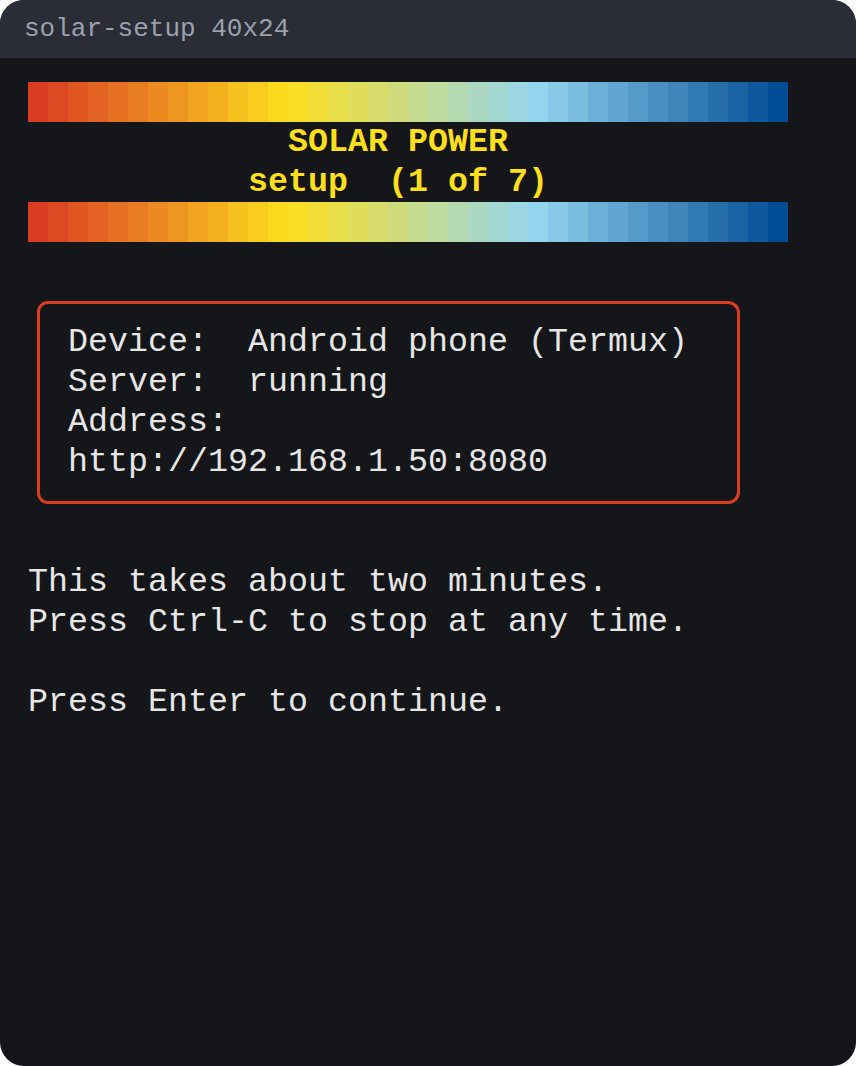 solar-setup 40x24
SOLAR POWER
setup  (1 of 7)
Device:  Android phone (Termux)
Server:  running
Address:
http://192.168.1.50:8080
This takes about two minutes.
Press Ctrl-C to stop at any time.
Press Enter to continue.